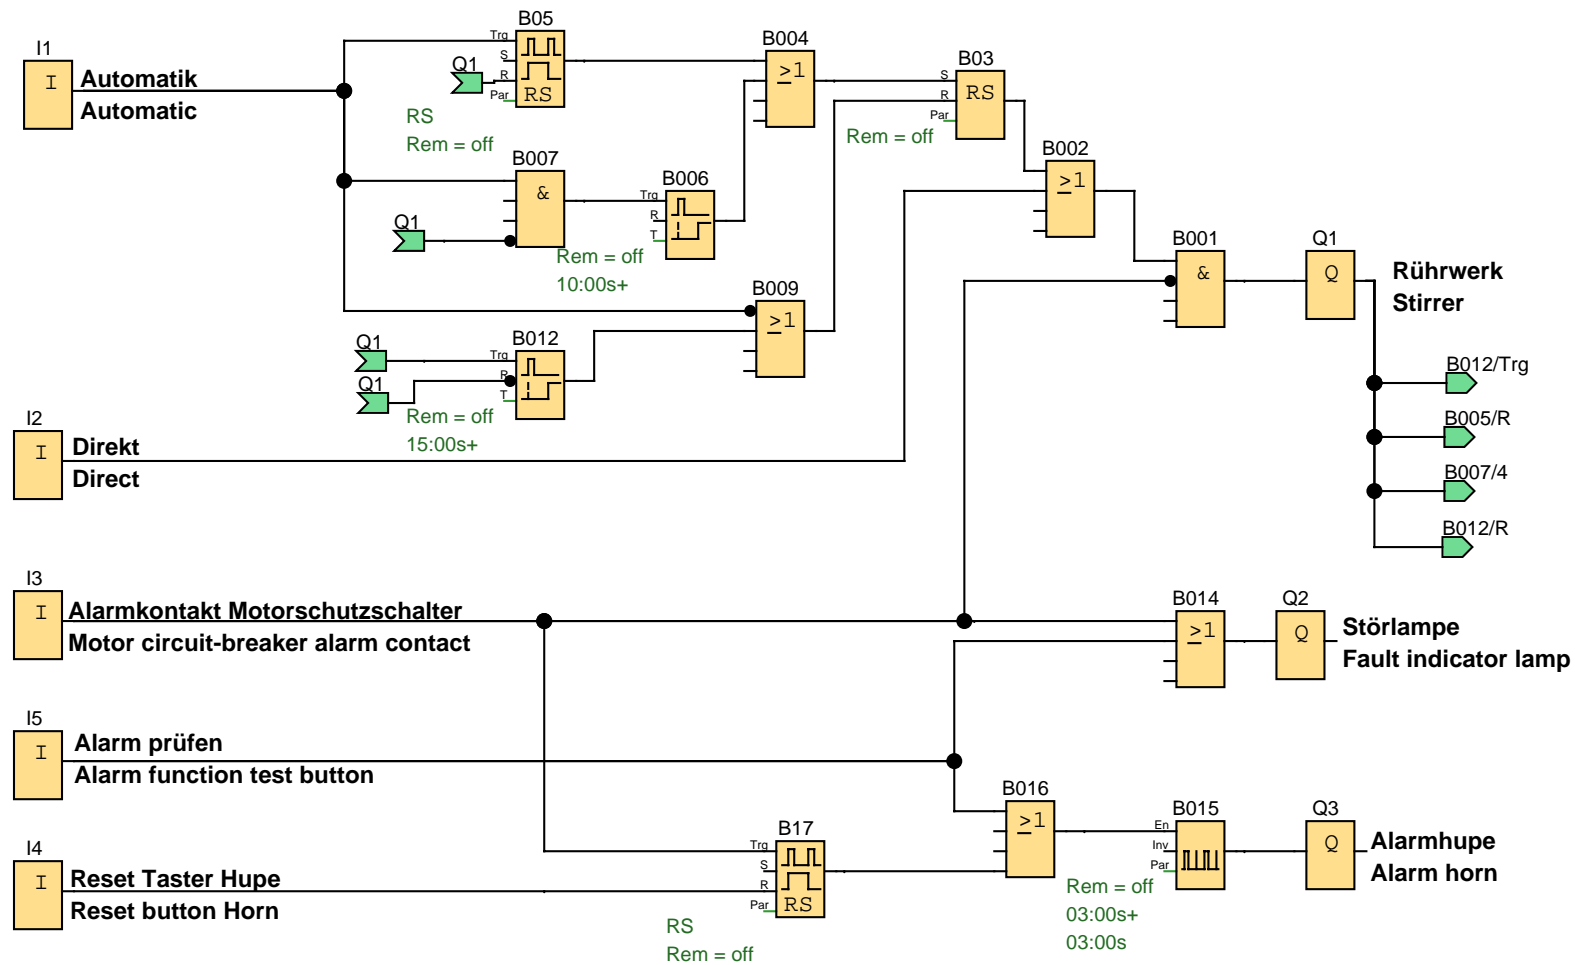 I1
I
Automatik
Automatic
B05
Trg
S
R
Par
RS
Q1
RS
Rem = off
B004
≥1
B03
S
R
Par
RS
Rem = off
B007
&
Q1
B006
Trg
R
T
Rem = off
10:00s+
B002
≥1
B001
&
Q1
Q
Rührwerk
Stirrer
B009
≥1
B012
Trg
R
T
Q1
Q1
Rem = off
15:00s+
B012/Trg
B005/R
B007/4
B012/R
I2
I
Direkt
Direct
I3
I
Alarmkontakt Motorschutzschalter
Motor circuit-breaker alarm contact
B014
≥1
Q2
Q
Störlampe
Fault indicator lamp
I5
I
Alarm prüfen
Alarm function test button
B016
≥1
B015
En
Inv
Par
Rem = off
03:00s+
03:00s
Q3
Q
Alarmhupe
Alarm horn
I4
I
Reset Taster Hupe
Reset button Horn
B17
Trg
S
R
Par
RS
RS
Rem = off